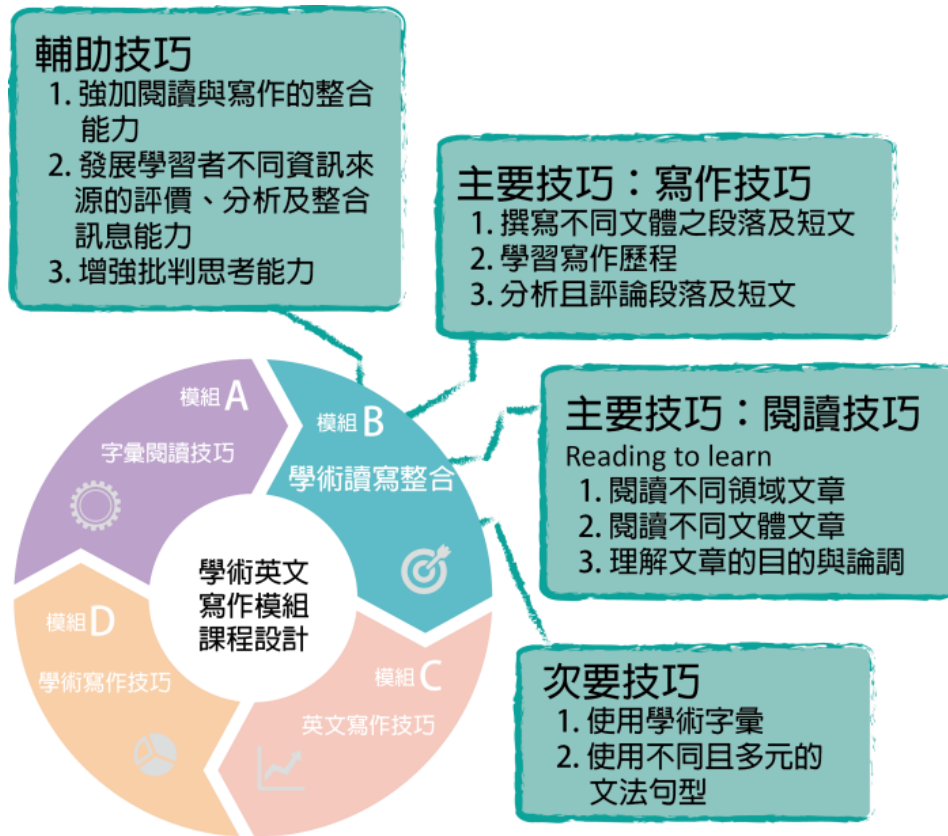 輔助技巧
1. 強加閱讀與寫作的整合
能力
2. 發展學習者不同資訊來
源的評價、分析及整合
訊息能力
3. 增強批判思考能力
主要技巧：寫作技巧
1. 撰寫不同文體之段落及短文
2. 學習寫作歷程
3. 分析且評論段落及短文
主要技巧：閱讀技巧
Reading to learn
1. 閱讀不同領域文章
2. 閱讀不同文體文章
3. 理解文章的目的與論調
次要技巧
1. 使用學術字彙
2. 使用不同且多元的
文法句型
模組A
字彙閱讀技巧
模組B
學術讀寫整合
模組C
英文寫作技巧
模組D
學術寫作技巧
學術英文
寫作模組
課程設計